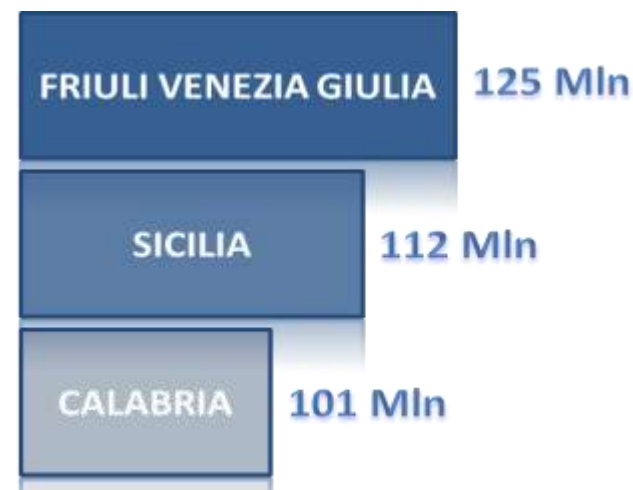 FRIULI VENEZIA GIULIA 125 Mln
SICILIA 112 Mln
CALABRIA 101 Mln